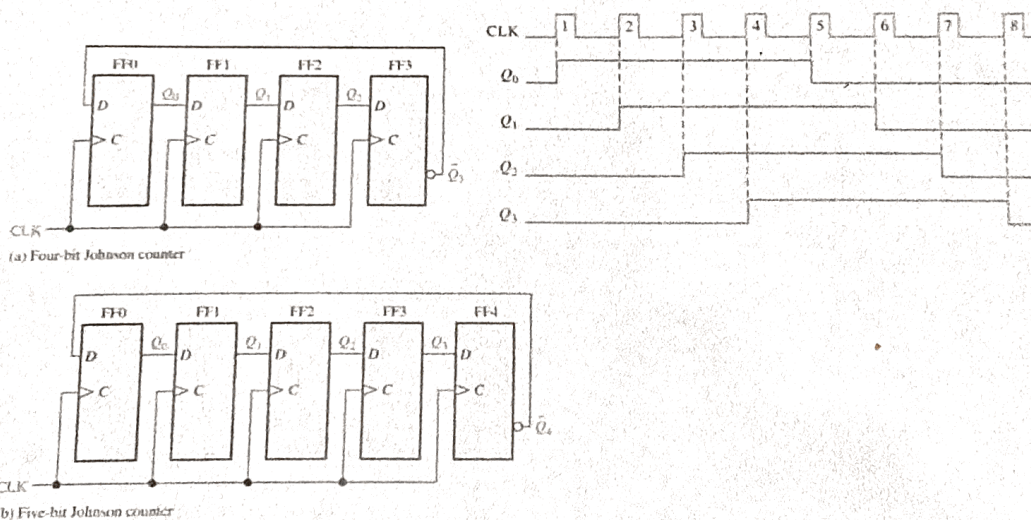 FF0 FF1 FF2 FF3
D Q₀ D Q₁ D Q₂ D
C C C C
Q̄₃
CLK
(a) Four-bit Johnson counter
CLK 1 2 3 4 5 6 7 8
Q₀
Q₁
Q₂
Q₃
FF0 FF1 FF2 FF3 FF4
D Q₀ D Q₁ D Q₂ D Q₃ D
C C C C C
Q̄₄
CLK
(b) Five-bit Johnson counter